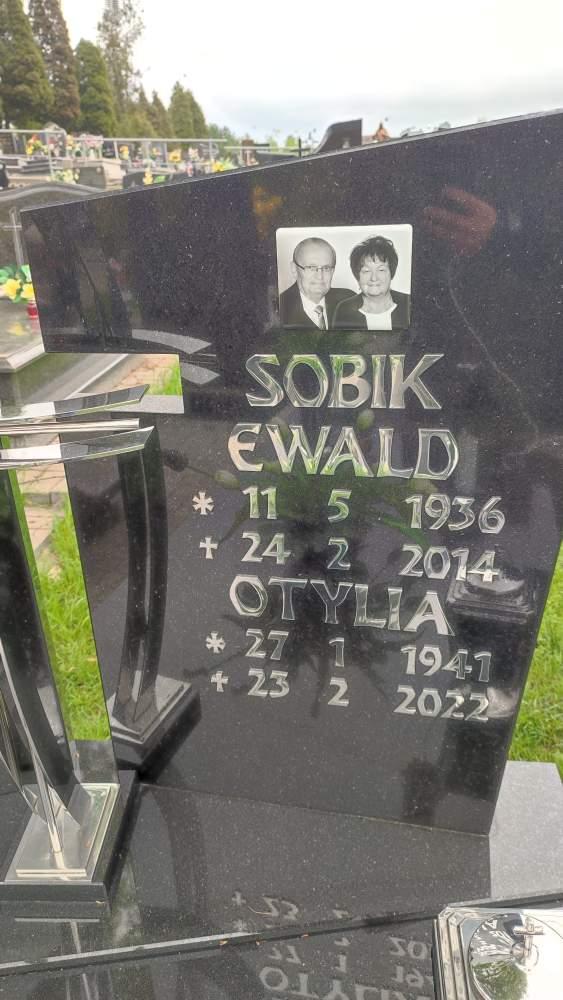 SOBIK
EWALD
* 11 5 1936
† 24 2 2014
OTYLIA
* 27 1 1941
† 23 2 2022